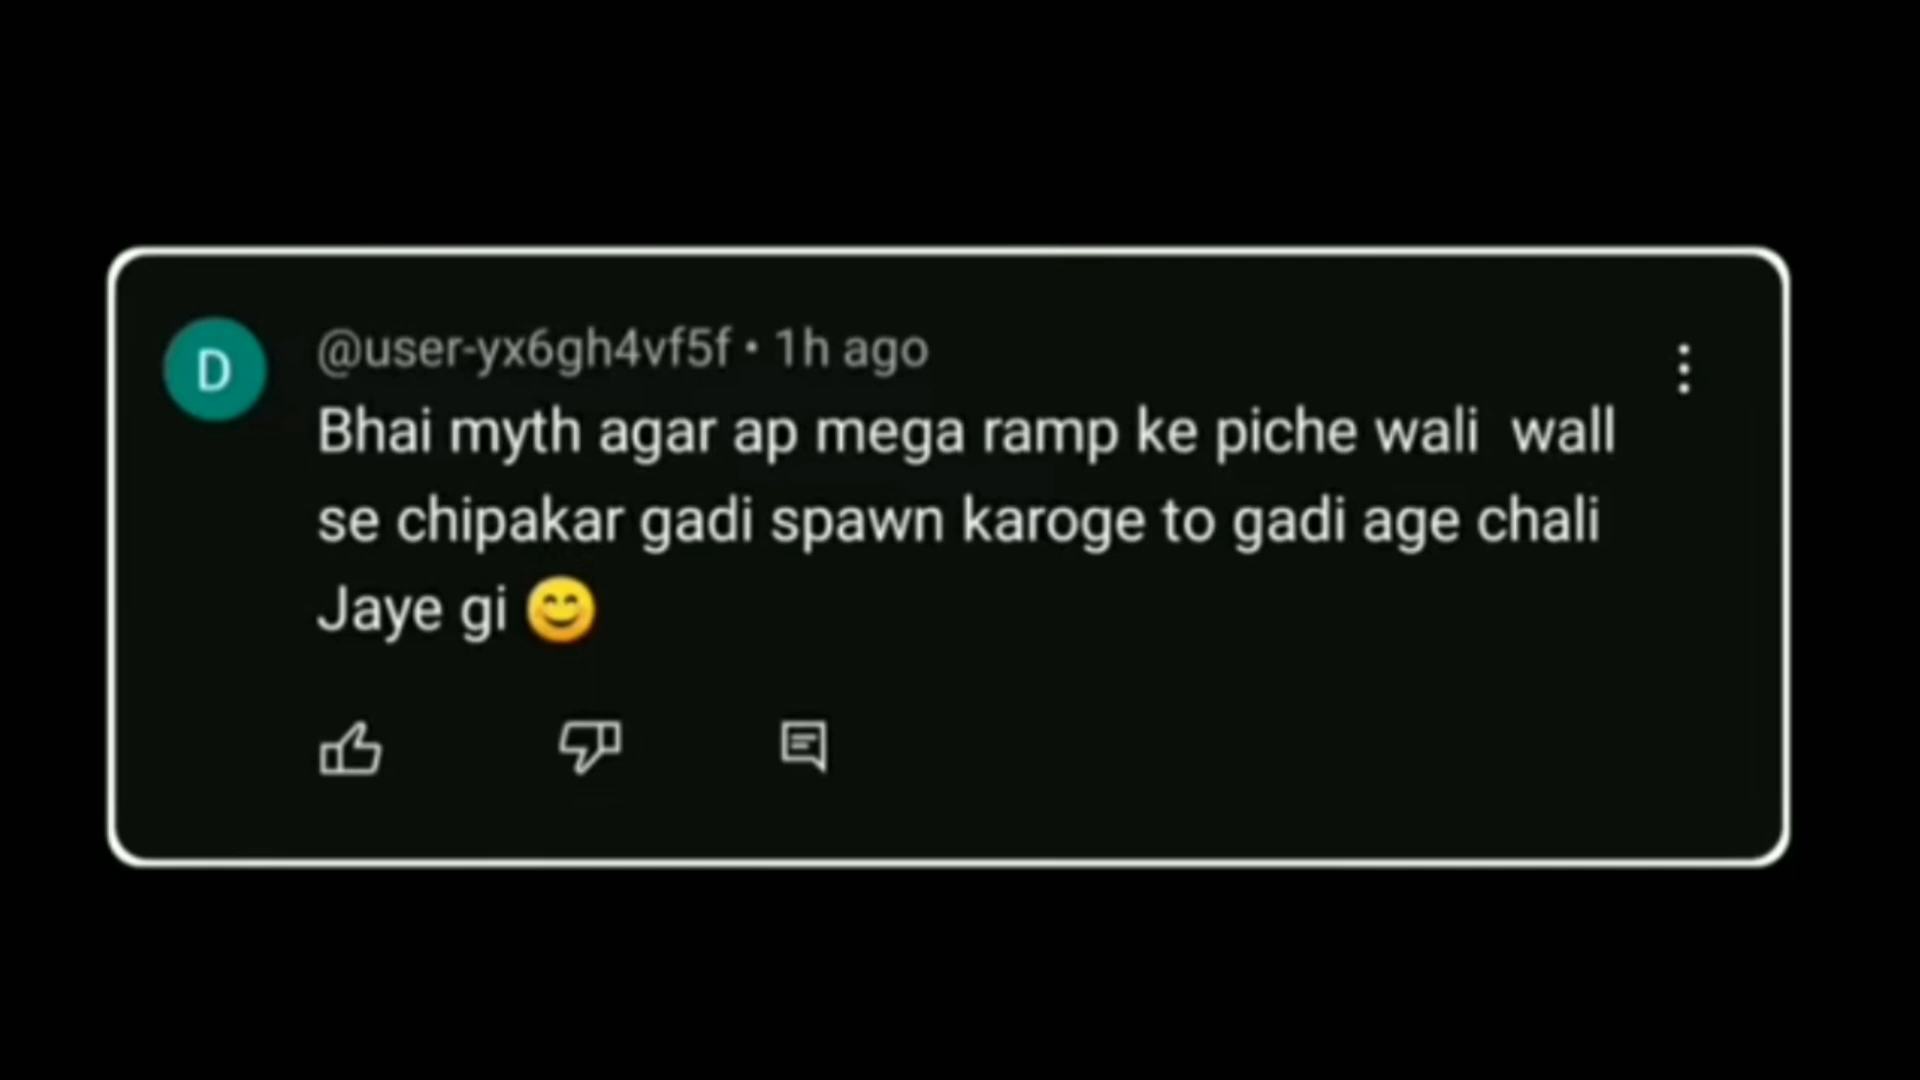 D
@user-yx6gh4vf5f • 1h ago
Bhai myth agar ap mega ramp ke piche wali  wall
se chipakar gadi spawn karoge to gadi age chali
Jaye gi 😊